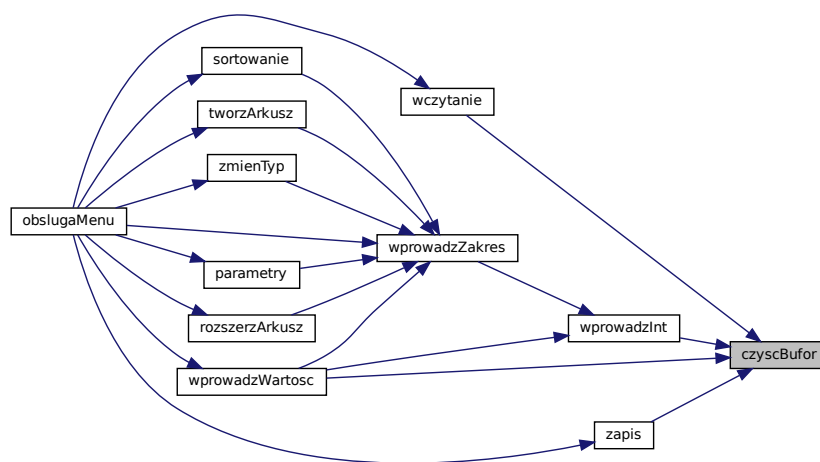 sortowanie
wczytanie
tworzArkusz
zmienTyp
obslugaMenu
wprowadzZakres
parametry
rozszerzArkusz
wprowadzInt
czyscBufor
wprowadzWartosc
zapis